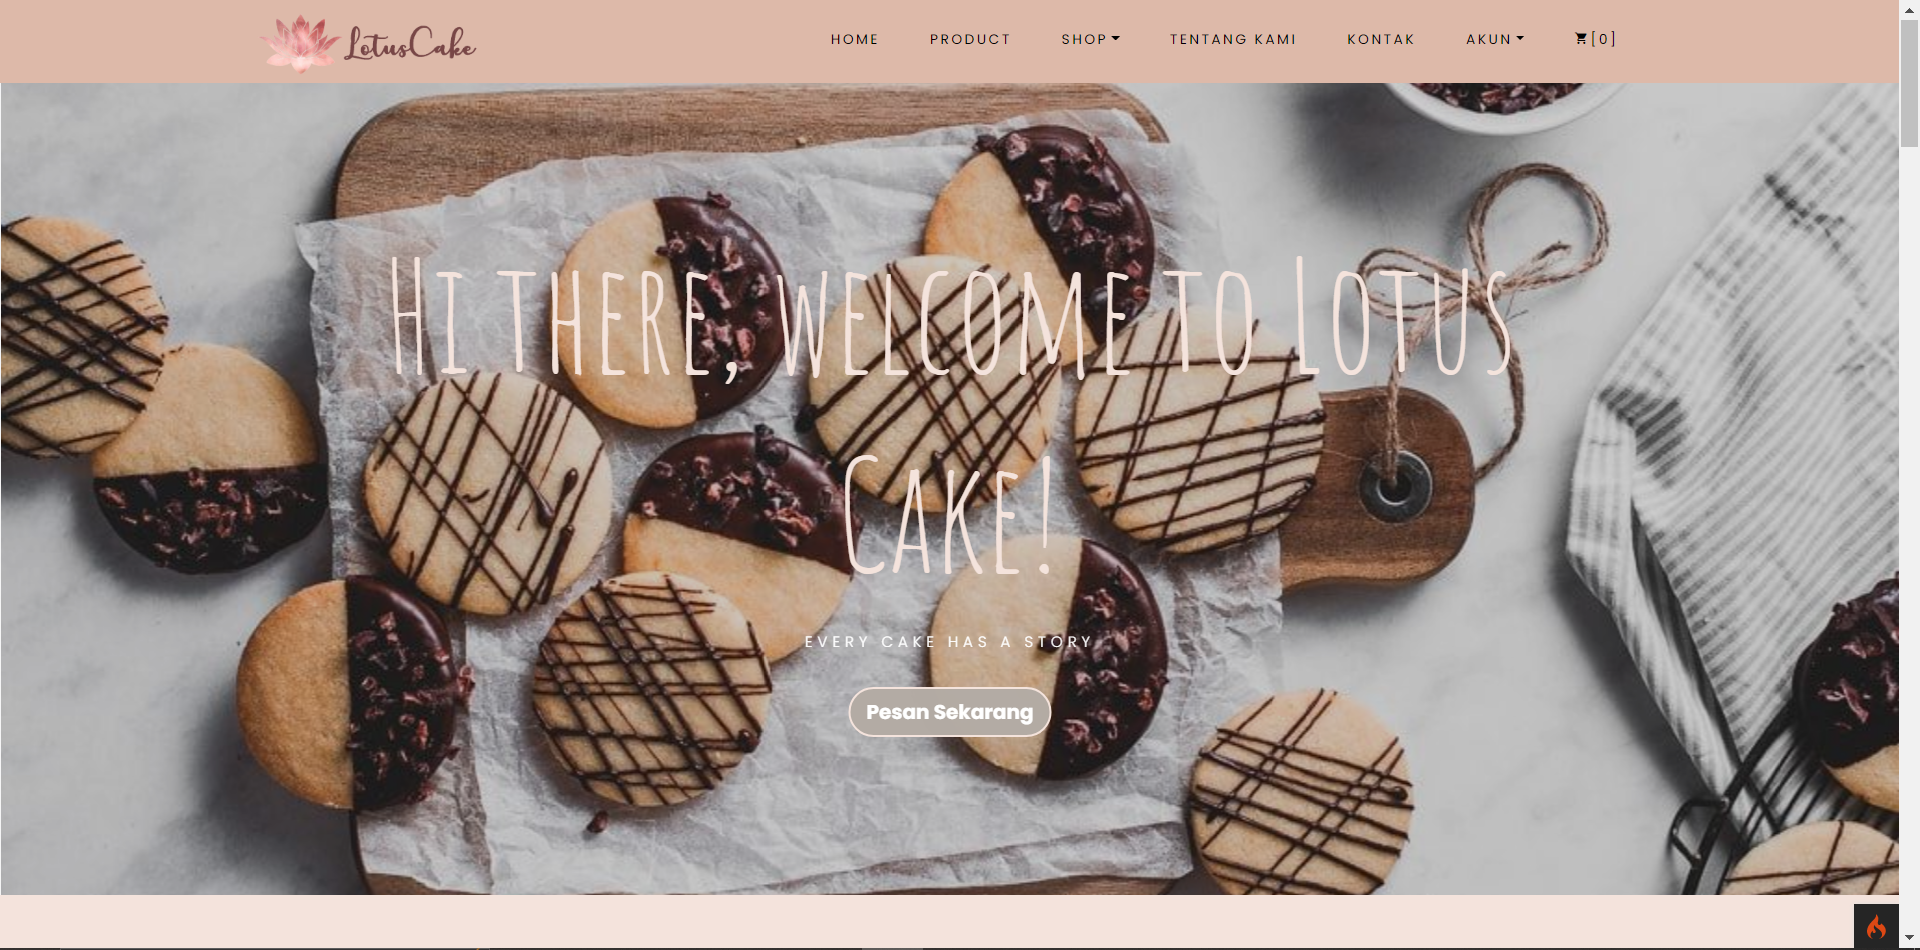 LotusCake
HOME PRODUCT SHOP TENTANG KAMI KONTAK AKUN [0]
Hi there, welcome to Lotus
Cake!
EVERY CAKE HAS A STORY
Pesan Sekarang